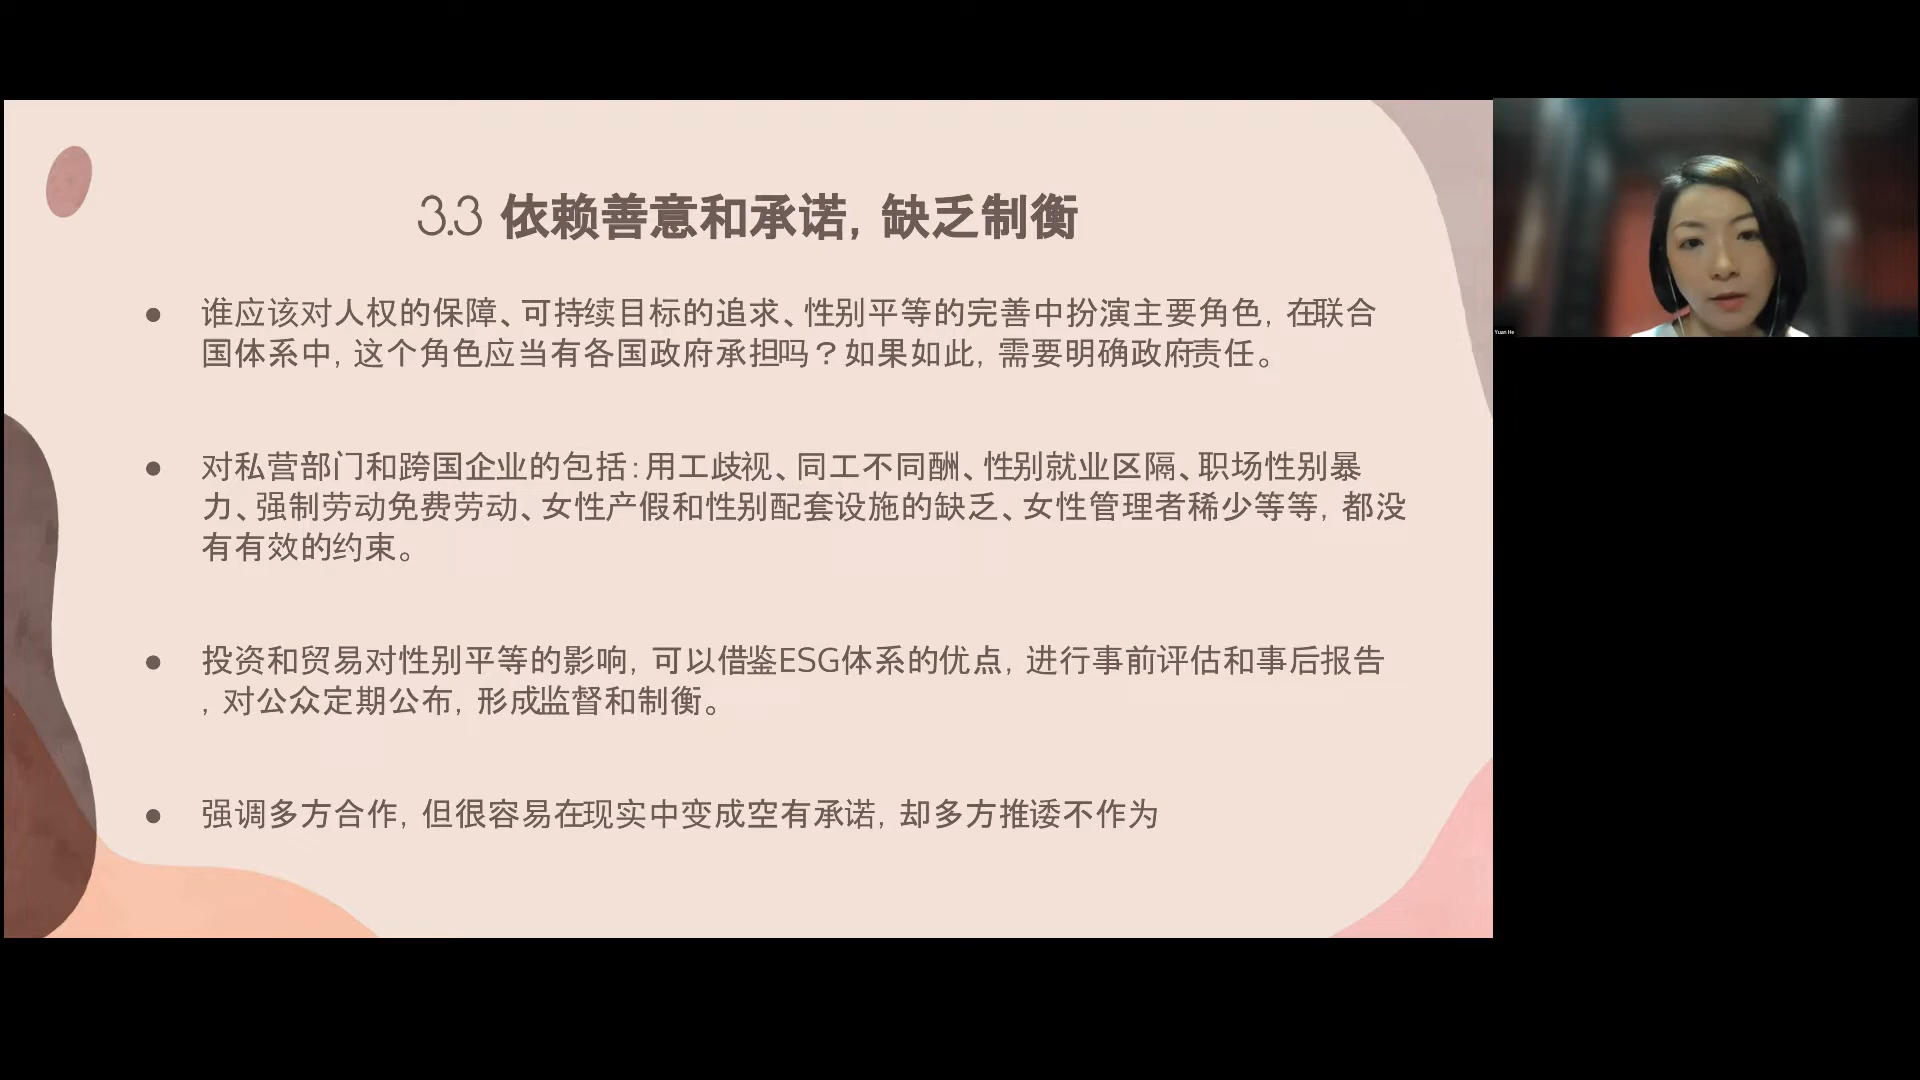 3.3 依赖善意和承诺，缺乏制衡
● 谁应该对人权的保障、可持续目标的追求、性别平等的完善中扮演主要角色，在联合
国体系中，这个角色应当有各国政府承担吗？如果如此，需要明确政府责任。
● 对私营部门和跨国企业的包括：用工歧视、同工不同酬、性别就业区隔、职场性别暴
力、强制劳动免费劳动、女性产假和性别配套设施的缺乏、女性管理者稀少等等，都没
有有效的约束。
● 投资和贸易对性别平等的影响，可以借鉴ESG体系的优点，进行事前评估和事后报告
，对公众定期公布，形成监督和制衡。
● 强调多方合作，但很容易在现实中变成空有承诺，却多方推诿不作为
Yuan He